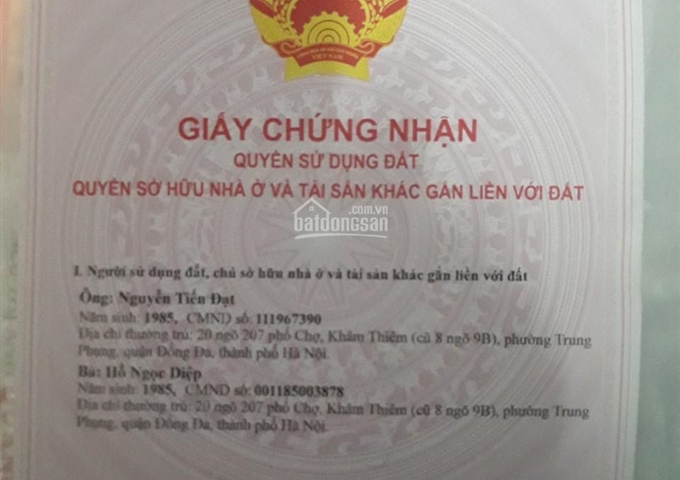 VIỆT NAM
GIẤY CHỨNG NHẬN
QUYỀN SỬ DỤNG ĐẤT
QUYỀN SỞ HỮU NHÀ Ở VÀ TÀI SẢN KHÁC GẮN LIỀN VỚI ĐẤT
.com.vn
batdongsan
I. Người sử dụng đất, chủ sở hữu nhà ở và tài sản khác gắn liền với đất
Ông: Nguyễn Tiến Đạt
Năm sinh: 1985, CMND số: 111967390
Địa chỉ thường trú: 20 ngõ 207 phố Chợ, Khâm Thiêm (cũ 8 ngõ 9B), phường Trung
Phụng, quận Đống Đa, thành phố Hà Nội.
Bà: Hồ Ngọc Diệp
Năm sinh: 1985, CMND số: 001185003878
Địa chỉ thường trú: 20 ngõ 207 phố Chợ, Khâm Thiêm (cũ 8 ngõ 9B), phường Trung
Phụng, quận Đống Đa, thành phố Hà Nội.